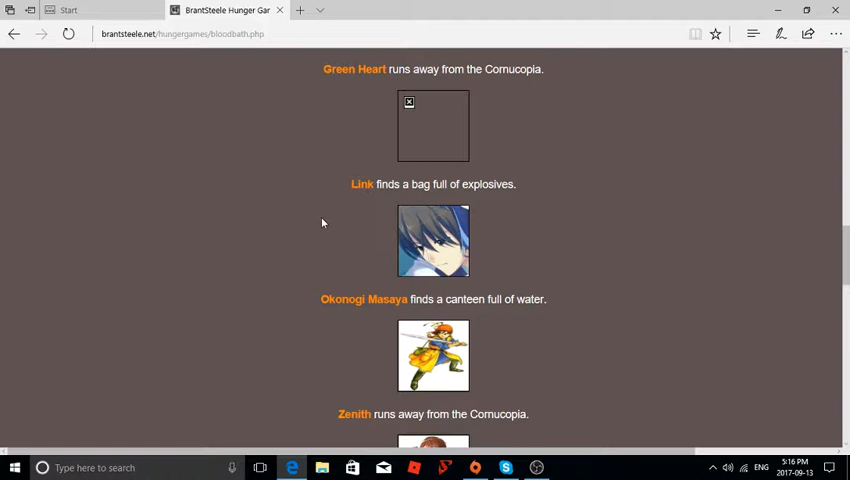 Start
BrantSteele Hunger Gar
brantsteele.net/hungergames/bloodbath.php
Green Heart runs away from the Cornucopia.
Link finds a bag full of explosives.
Okonogi Masaya finds a canteen full of water.
Zenith runs away from the Cornucopia.
Type here to search
ENG
5:16 PM
2017-09-13